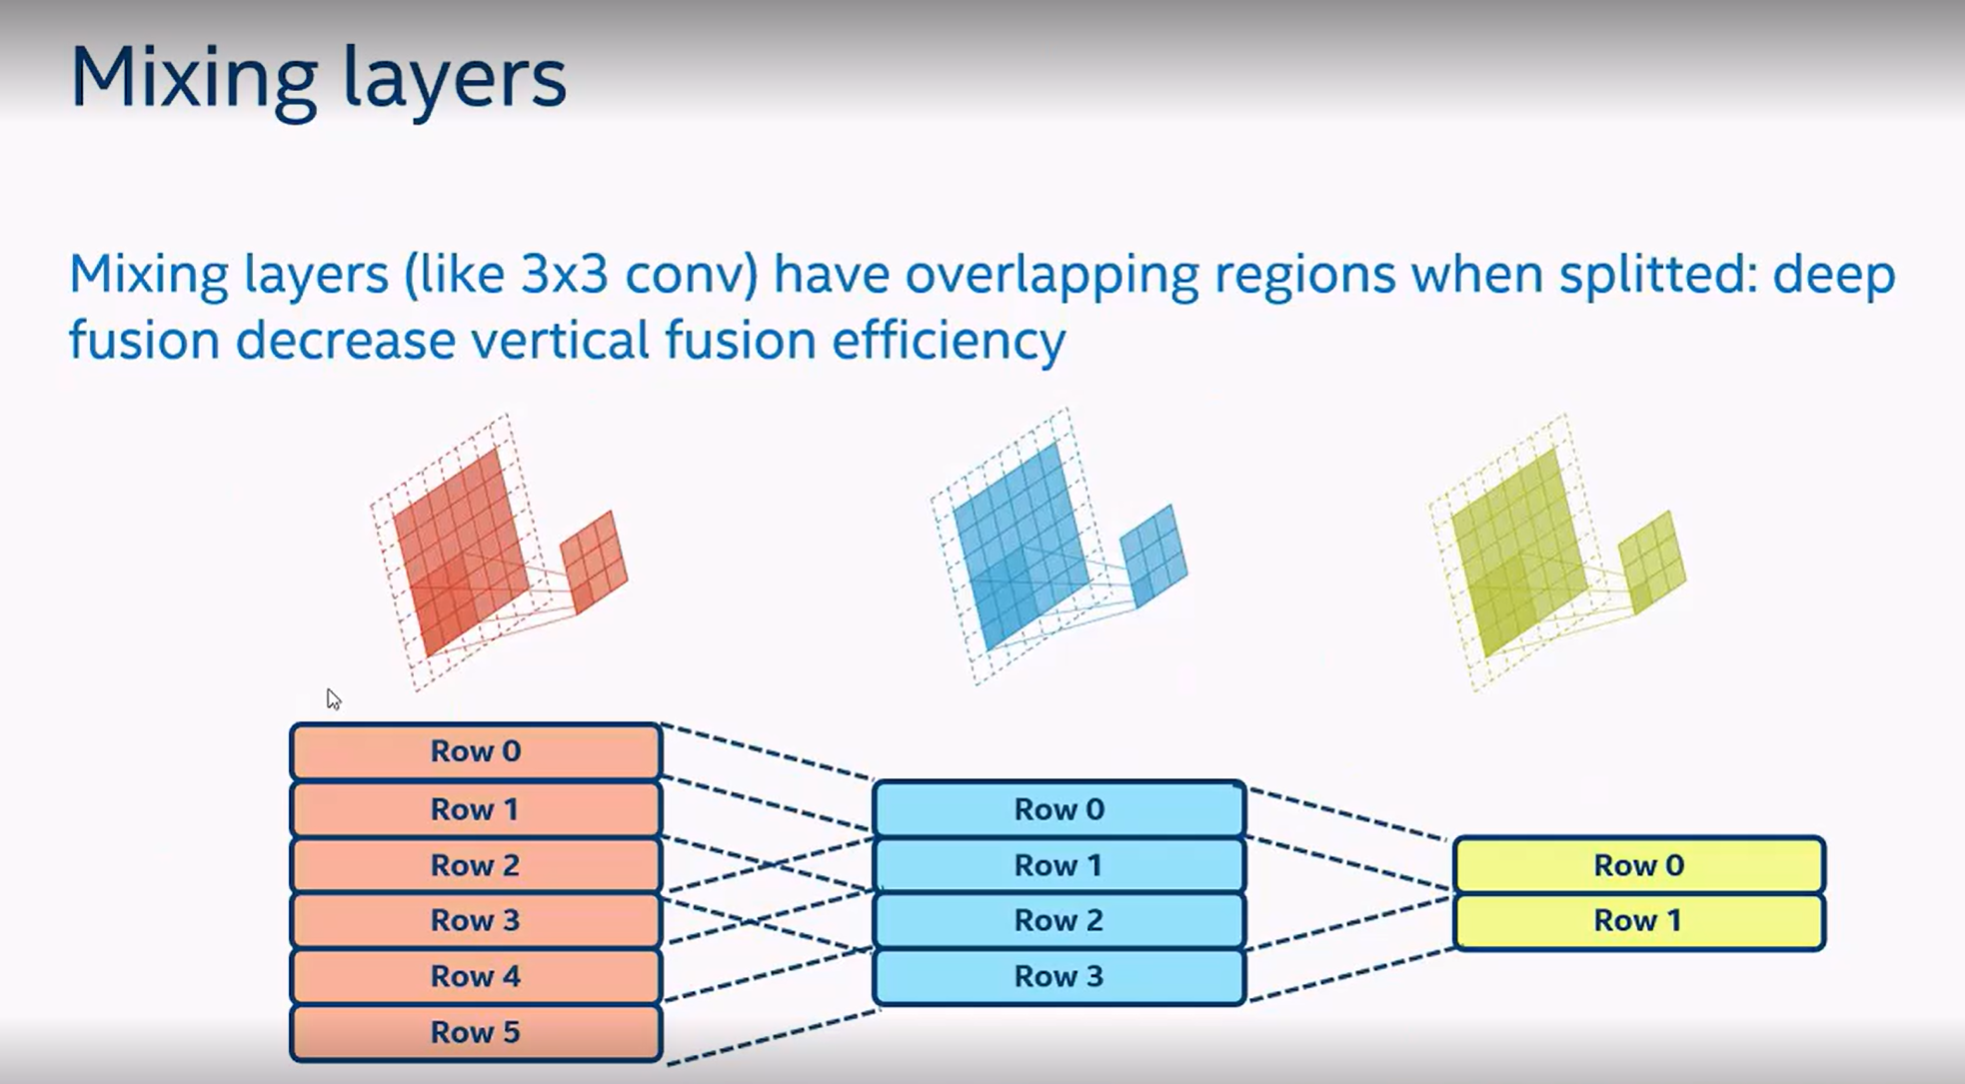 Mixing layers
Mixing layers (like 3x3 conv) have overlapping regions when splitted: deep
fusion decrease vertical fusion efficiency
Row 0
Row 1
Row 2
Row 3
Row 4
Row 5
Row 0
Row 1
Row 2
Row 3
Row 0
Row 1